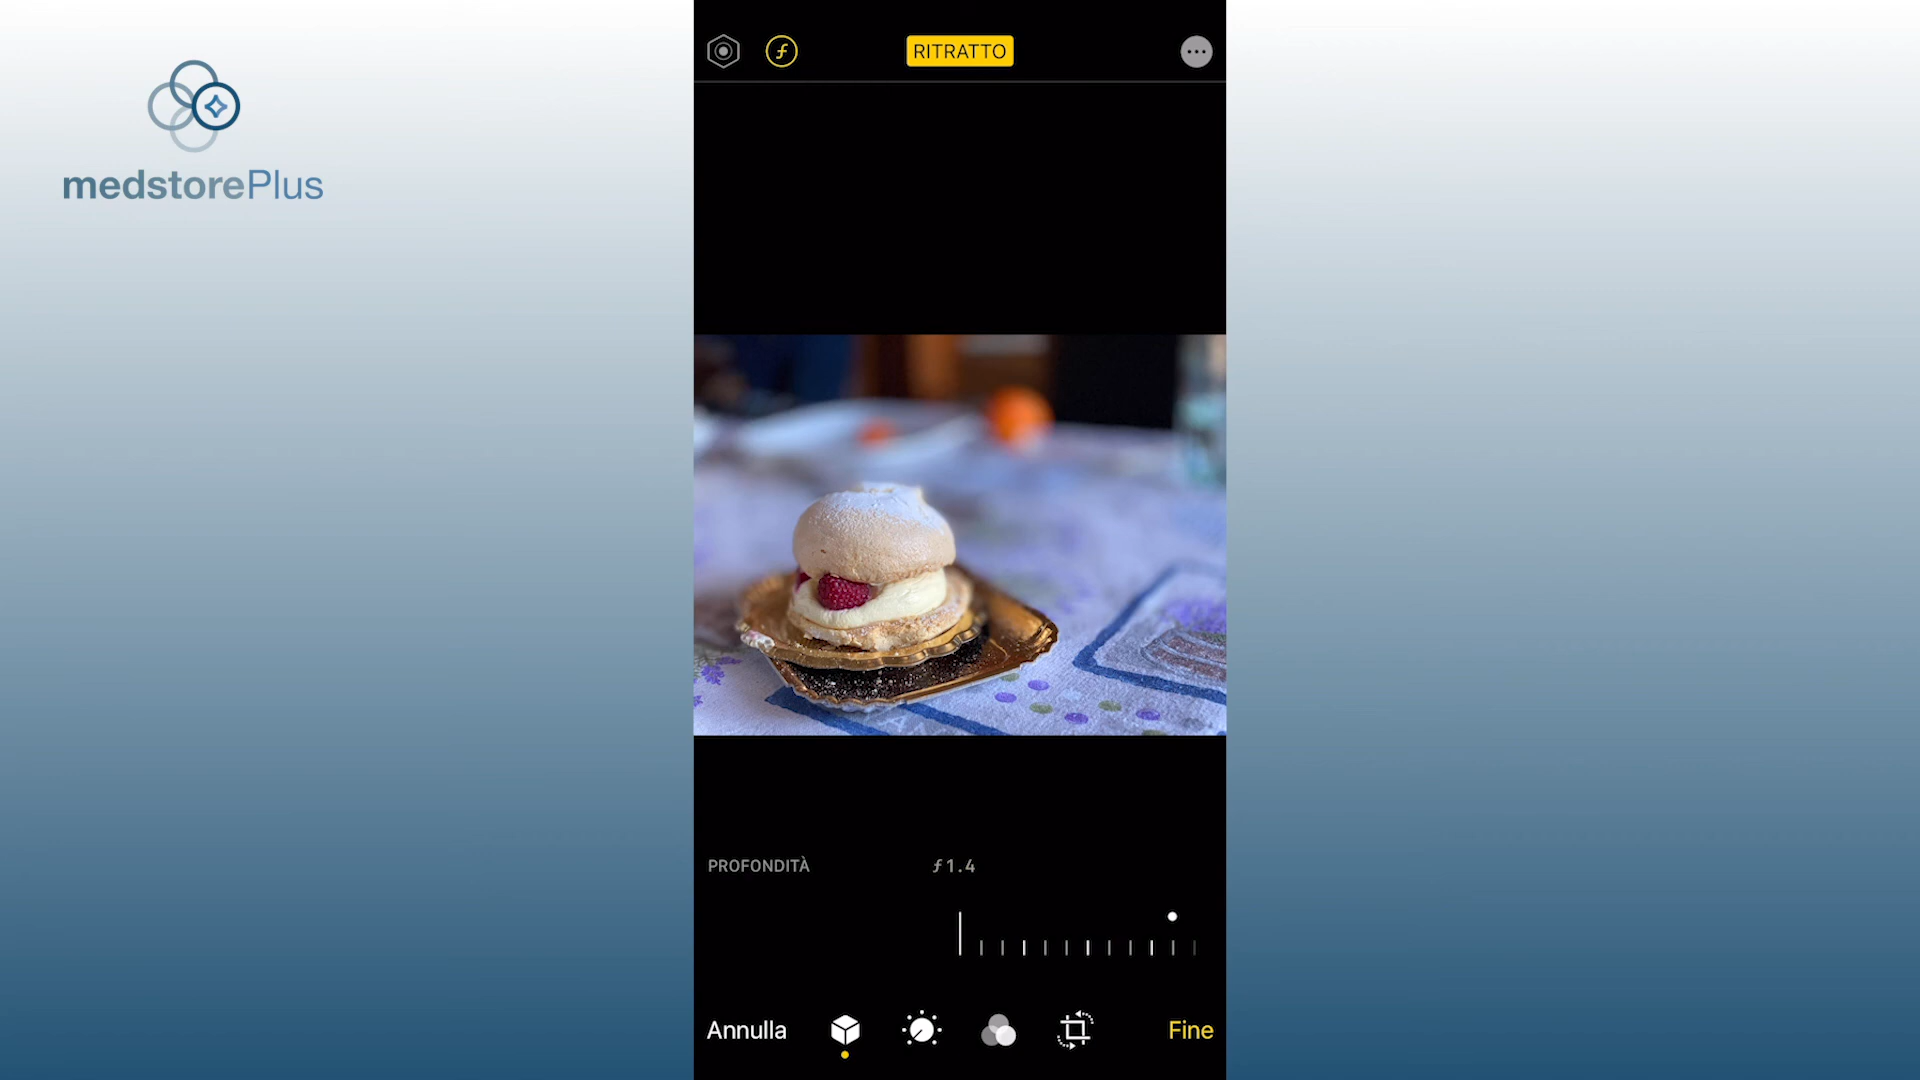 RITRATTO
medstorePlus
PROFONDITÀ
ƒ1.4
Annulla
Fine